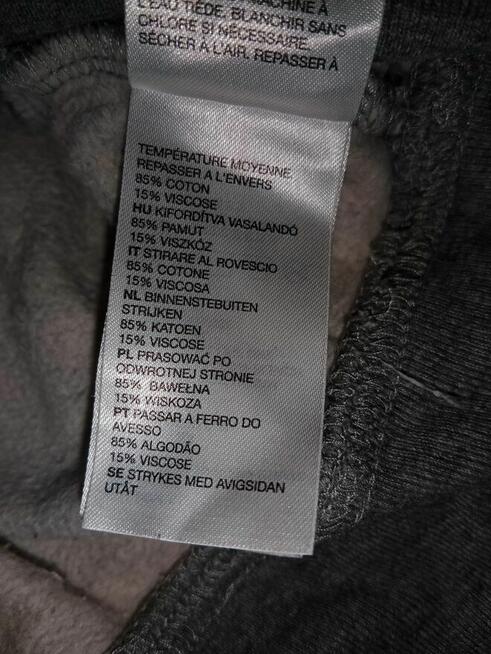 MACHINE À
L'EAU TIÈDE, BLANCHIR SANS
CHLORE SI NÉCESSAIRE.
SÉCHER A L'AIR, REPASSER À
TEMPÉRATURE MOYENNE
REPASSER A L'ENVERS
85% COTON
15% VISCOSE
HU KIFORDÍTVA VASALANDÓ
85% PAMUT
15% VISZKÓZ
IT STIRARE AL ROVESCIO
85% COTONE
15% VISCOSA
NL BINNENSTEBUITEN
STRIJKEN
85% KATOEN
15% VISCOSE
PL PRASOWAĆ PO
ODWROTNEJ STRONIE
85% BAWEŁNA
15% WISKOZA
PT PASSAR A FERRO DO
AVESSO
85% ALGODÃO
15% VISCOSE
SE STRYKES MED AVIGSIDAN
UTÅT